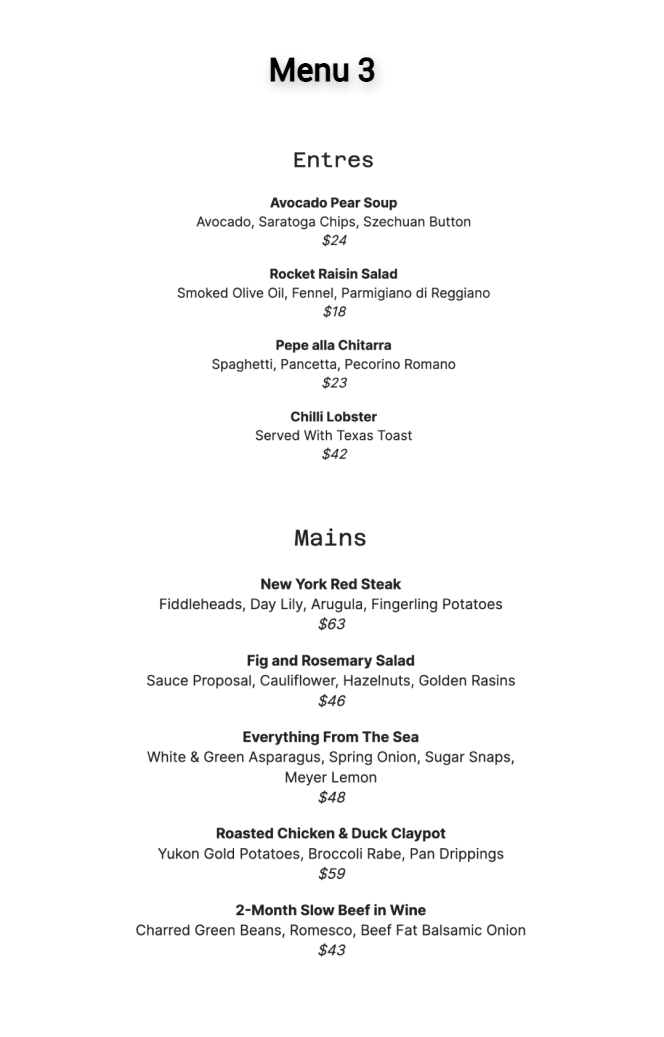 Menu 3
Entres
Avocado Pear Soup
Avocado, Saratoga Chips, Szechuan Button
$24
Rocket Raisin Salad
Smoked Olive Oil, Fennel, Parmigiano di Reggiano
$18
Pepe alla Chitarra
Spaghetti, Pancetta, Pecorino Romano
$23
Chilli Lobster
Served With Texas Toast
$42
Mains
New York Red Steak
Fiddleheads, Day Lily, Arugula, Fingerling Potatoes
$63
Fig and Rosemary Salad
Sauce Proposal, Cauliflower, Hazelnuts, Golden Rasins
$46
Everything From The Sea
White & Green Asparagus, Spring Onion, Sugar Snaps,
Meyer Lemon
$48
Roasted Chicken & Duck Claypot
Yukon Gold Potatoes, Broccoli Rabe, Pan Drippings
$59
2-Month Slow Beef in Wine
Charred Green Beans, Romesco, Beef Fat Balsamic Onion
$43